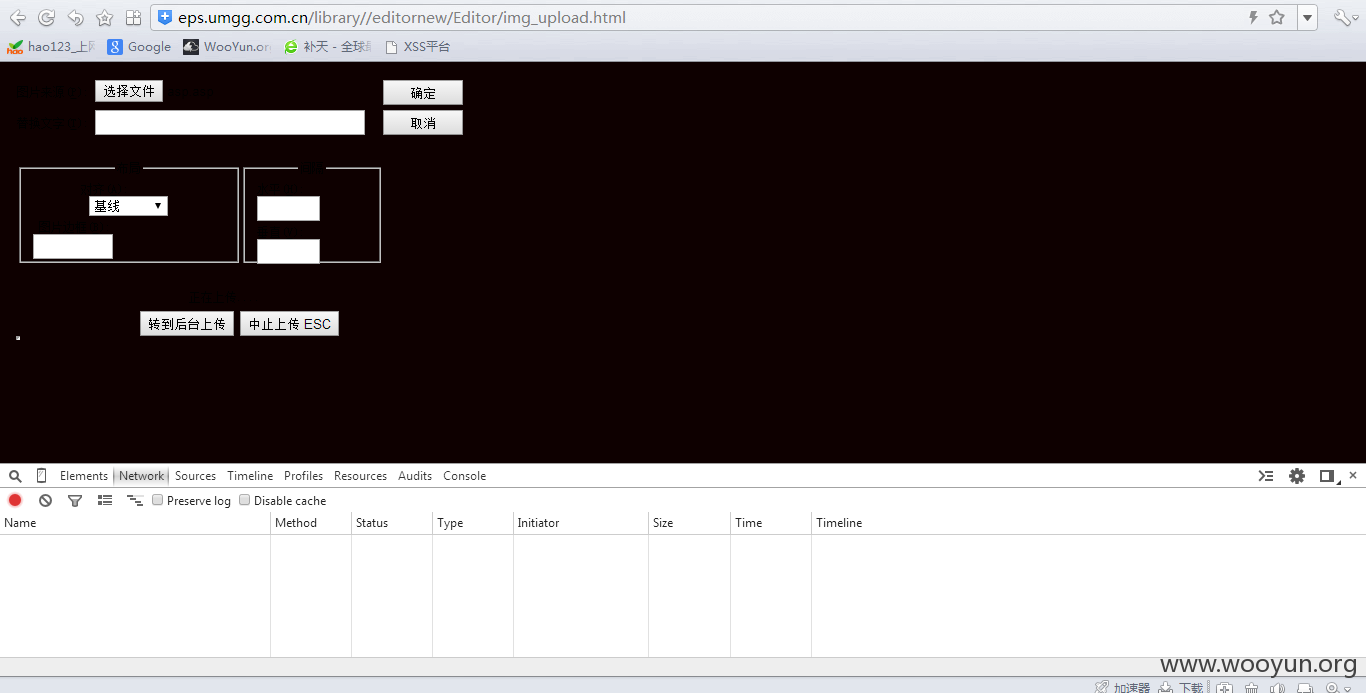 eps.umgg.com.cn/library//editornew/Editor/img_upload.html
hao123_上网 Google WooYun.or 补天 - 全球最 XSS平台
选择文件 确定
取消
基线
转到后台上传 中止上传 ESC
Elements Network Sources Timeline Profiles Resources Audits Console
Preserve log Disable cache
Name Method Status Type Initiator Size Time Timeline
www.wooyun.org
加速器 下载